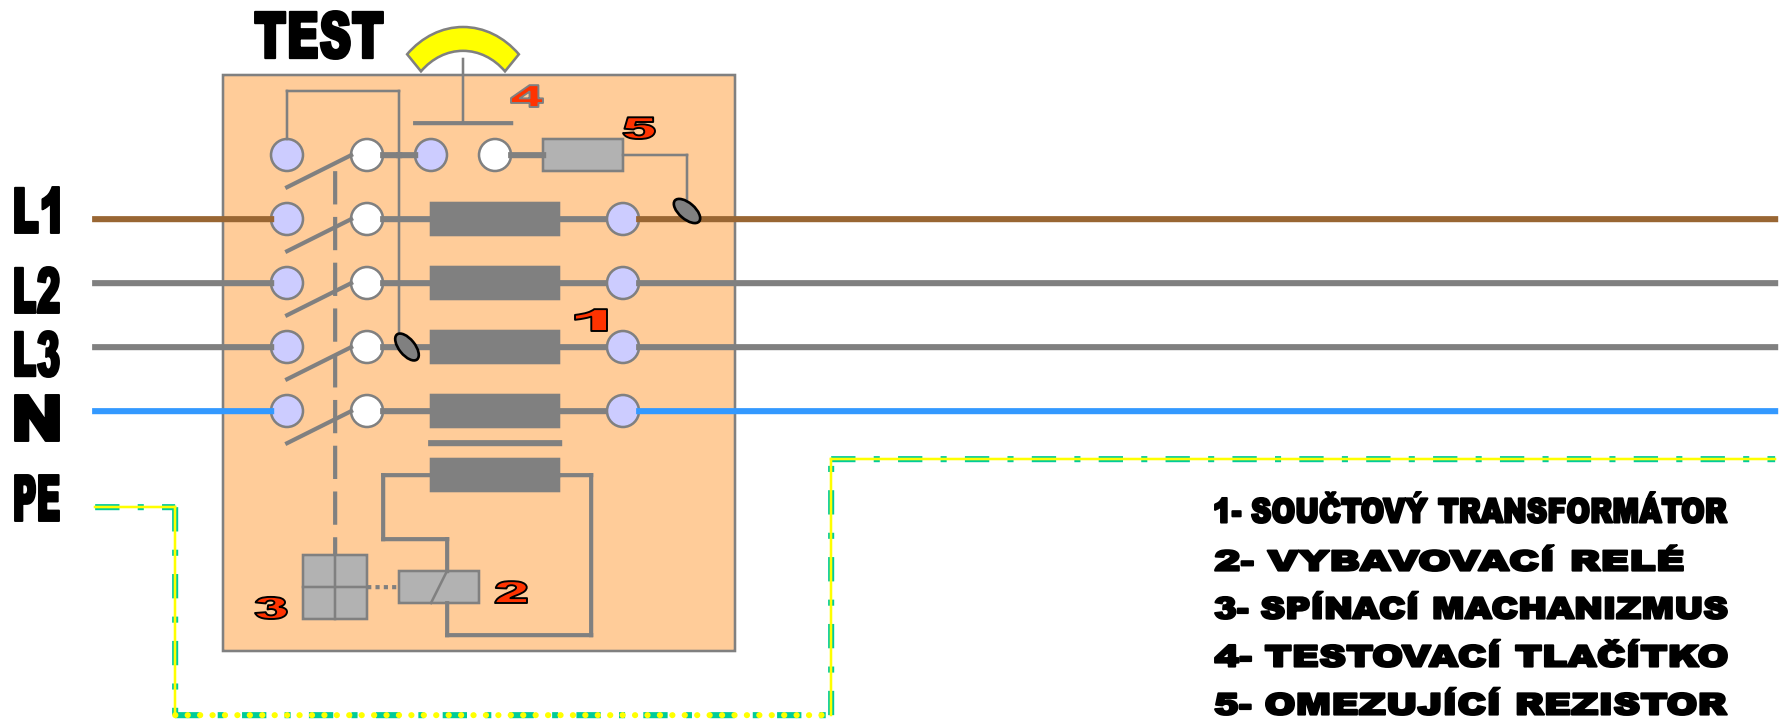 TEST
4
5
L1
L2
1
L3
N
PE
1- SOUČTOVÝ TRANSFORMÁTOR
2- VYBAVOVACÍ RELÉ
2
3
3- SPÍNACÍ MACHANIZMUS
4- TESTOVACÍ TLAČÍTKO
5- OMEZUJÍCÍ REZISTOR